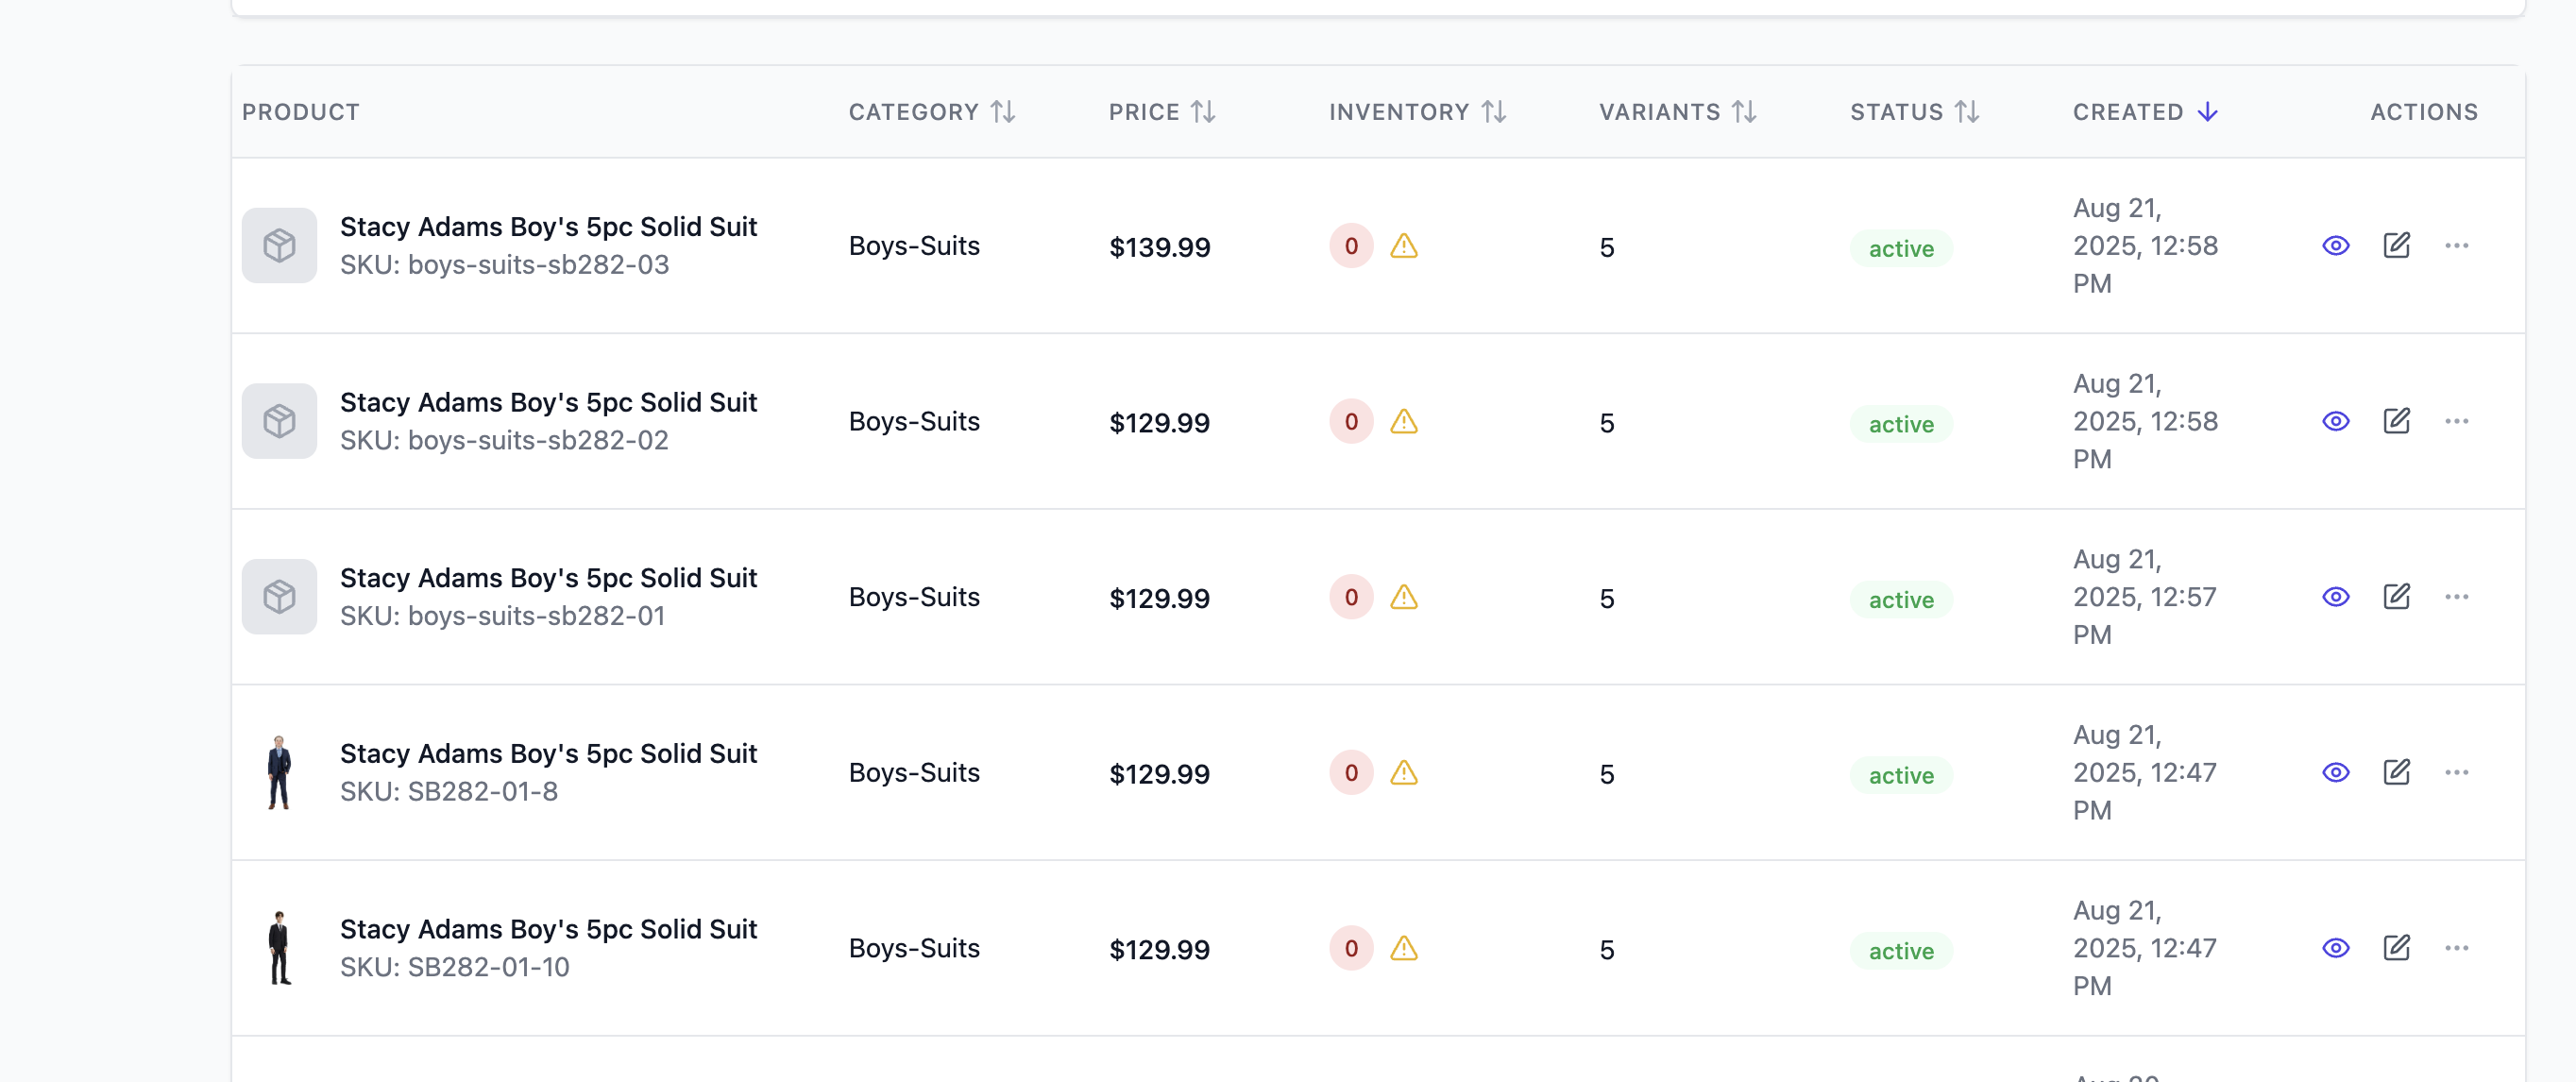 PRODUCT CATEGORY PRICE INVENTORY VARIANTS STATUS CREATED ACTIONS
Stacy Adams Boy's 5pc Solid Suit
SKU: boys-suits-sb282-03
Boys-Suits
$139.99
0
5
active
Aug 21,
2025, 12:58
PM
Stacy Adams Boy's 5pc Solid Suit
SKU: boys-suits-sb282-02
Boys-Suits
$129.99
0
5
active
Aug 21,
2025, 12:58
PM
Stacy Adams Boy's 5pc Solid Suit
SKU: boys-suits-sb282-01
Boys-Suits
$129.99
0
5
active
Aug 21,
2025, 12:57
PM
Stacy Adams Boy's 5pc Solid Suit
SKU: SB282-01-8
Boys-Suits
$129.99
0
5
active
Aug 21,
2025, 12:47
PM
Stacy Adams Boy's 5pc Solid Suit
SKU: SB282-01-10
Boys-Suits
$129.99
0
5
active
Aug 21,
2025, 12:47
PM